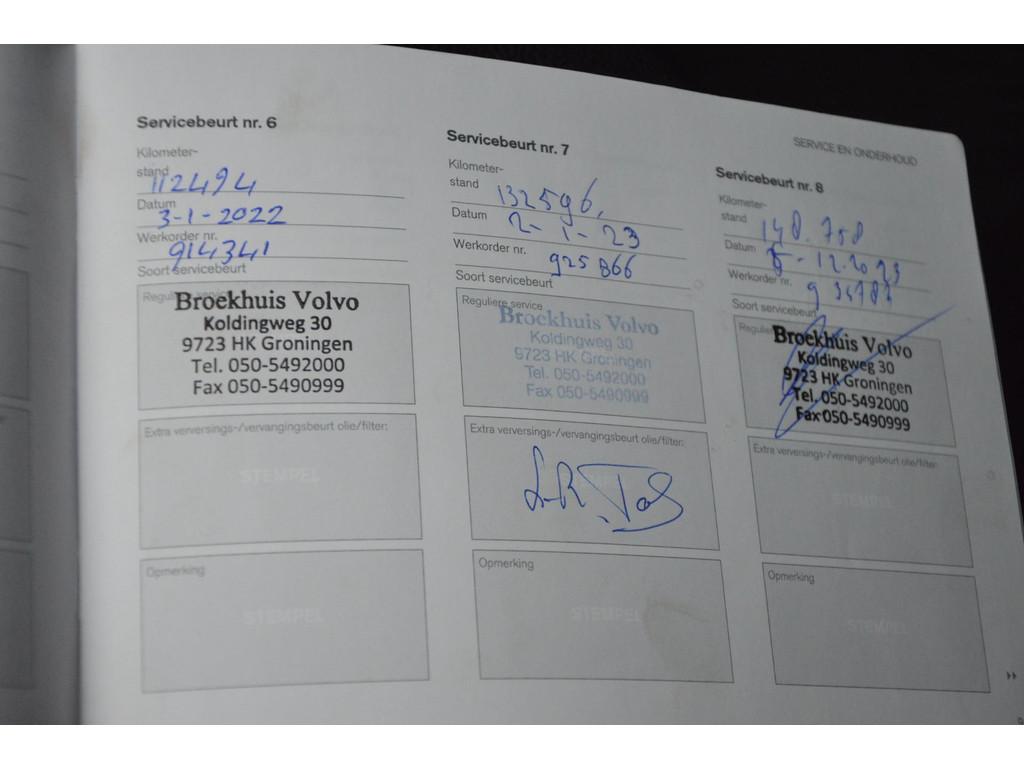 SERVICE EN ONDERHOUD
Servicebeurt nr. 6
Kilometer-
stand 112494
Datum 3-1-2022
Werkorder nr. 914341
Soort servicebeurt
Broekhuis Volvo
Koldingweg 30
9723 HK Groningen
Tel. 050-5492000
Fax 050-5490999
Extra verversings-/vervangingsbeurt olie/filter:
STEMPEL
Opmerking
STEMPEL
Servicebeurt nr. 7
Kilometer-
stand 132596,
Datum 2-1-23
Werkorder nr. 925866
Soort servicebeurt
Reguliere service
Broekhuis Volvo
Koldingweg 30
9723 HK Groningen
Tel. 050-5492000
Fax 050-5490999
Extra verversings-/vervangingsbeurt olie/filter:
Opmerking
STEMPEL
Servicebeurt nr. 8
Kilometer-
stand 148.758
Datum
Werkorder nr.
Soort servicebeurt
Broekhuis Volvo
Koldingweg 30
9723 HK Groningen
Tel. 050-5492000
Fax 050-5490999
Extra verversings-/vervangingsbeurt olie/filter:
STEMPEL
Opmerking
STEMPEL